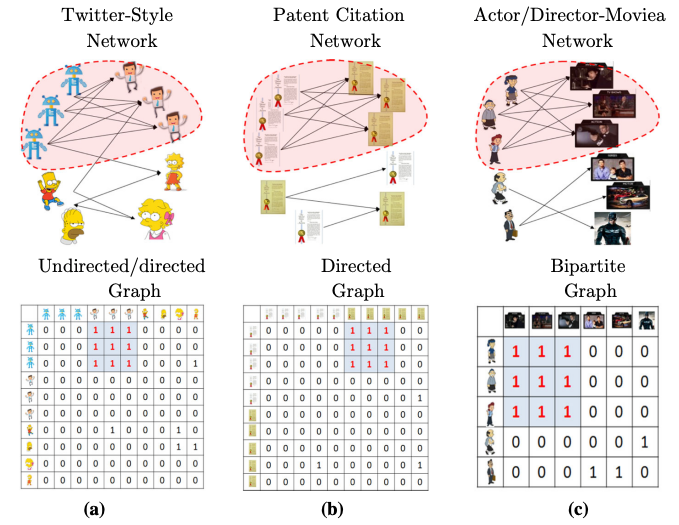 Twitter-Style
Network
Patent Citation
Network
Actor/Director-Moviea
Network
Undirected/directed
Graph
Directed
Graph
Bipartite
Graph
0 0 0 1 1 1 0 0 0 0
0 0 0 1 1 1 0 0 0 0
0 0 0 1 1 1 0 0 0 1
0 0 0 0 0 0 0 0 0 0
0 0 0 0 0 0 0 0 0 0
0 0 0 0 0 0 0 0 0 0
0 0 0 0 1 0 0 0 1 0
0 0 0 0 0 0 0 0 1 1
0 0 0 0 0 0 0 0 0 0
0 0 0 0 0 0 0 0 0 0
0 0 0 0 0 1 1 1 0 0
0 0 0 0 0 1 1 1 0 0
0 0 0 0 0 1 1 1 0 0
0 0 0 0 0 0 0 0 0 0
0 0 0 0 0 0 0 0 0 1
0 0 0 0 0 0 0 0 0 0
0 0 0 0 0 0 0 0 0 0
0 0 0 0 0 0 0 0 0 0
0 0 0 1 0 0 0 0 0 1
0 0 0 0 0 0 0 0 0 0
1 1 1 0 0 0
1 1 1 0 0 0
1 1 1 0 0 0
0 0 0 0 0 1
0 0 0 1 1 0
(a)
(b)
(c)